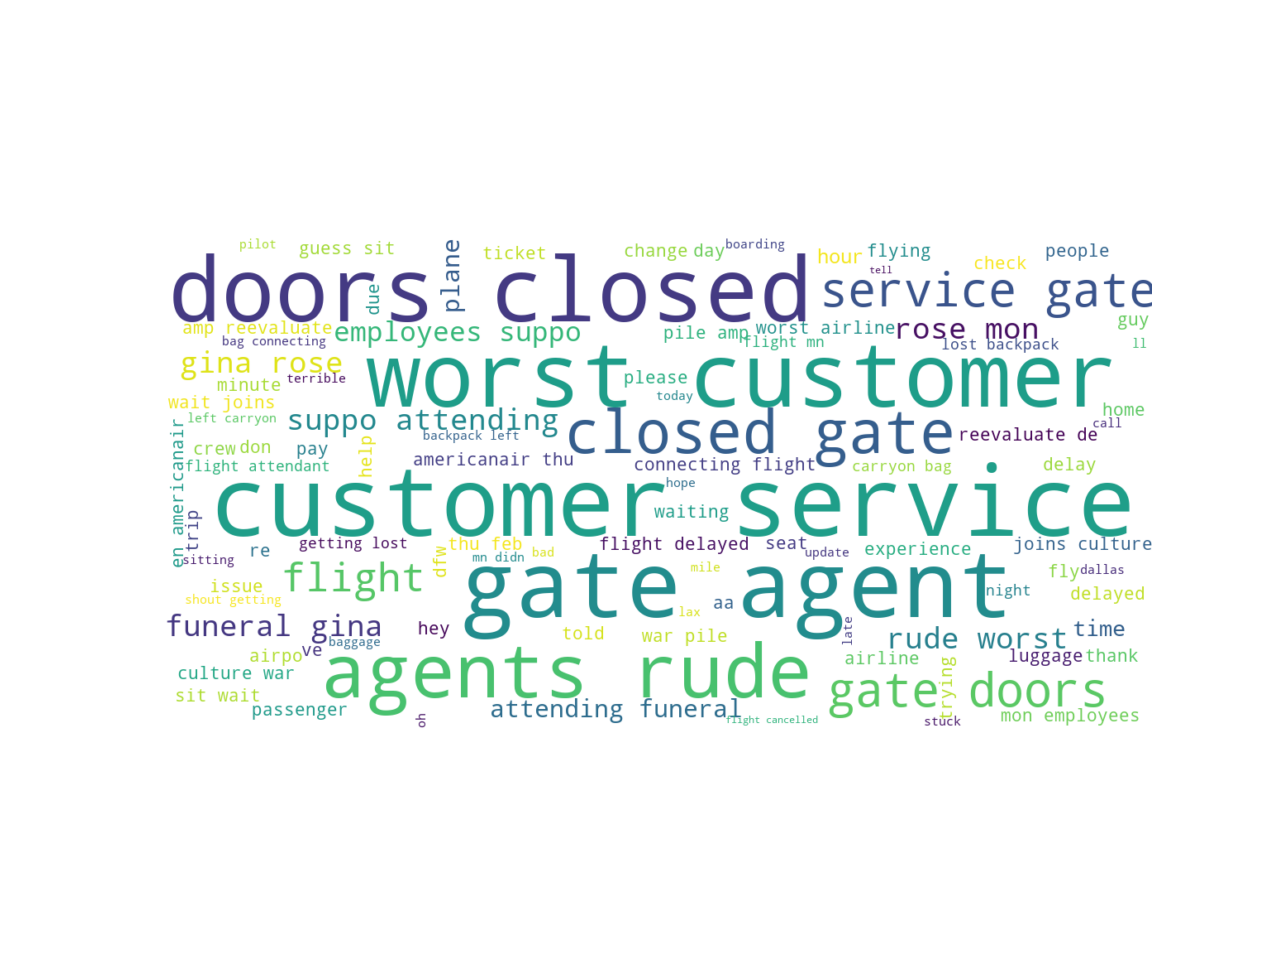 pilot
guess sit
plane
ticket
change
day
boarding
hour
flying
tell
check
people
doors closed
due
service gate
amp reevaluate
employees suppo
pile amp
worst airline
rose mon
guy
bag connecting
flight mn
lost backpack
ll
gina rose
worst customer
minute
terrible
please
today
wait joins
left carryon
suppo attending
closed gate
home
call
en americanair
crew
don
pay
help
backpack left
reevaluate de
flight attendant
americanair thu
connecting flight
carryon bag
delay
customer service
hope
waiting
trip
re
getting lost
dfw
thu feb
mn didn
bad
flight delayed
seat
update
experience
joins culture
sitting
issue
flight
gate agent
mile
fly
dallas
shout getting
lax
aa
night
delayed
funeral gina
hey
told
war pile
late
rude worst
time
baggage
airpo
ve
agents rude
airline
trying
luggage
thank
culture war
sit wait
gate doors
passenger
oh
attending funeral
flight cancelled
stuck
mon employees